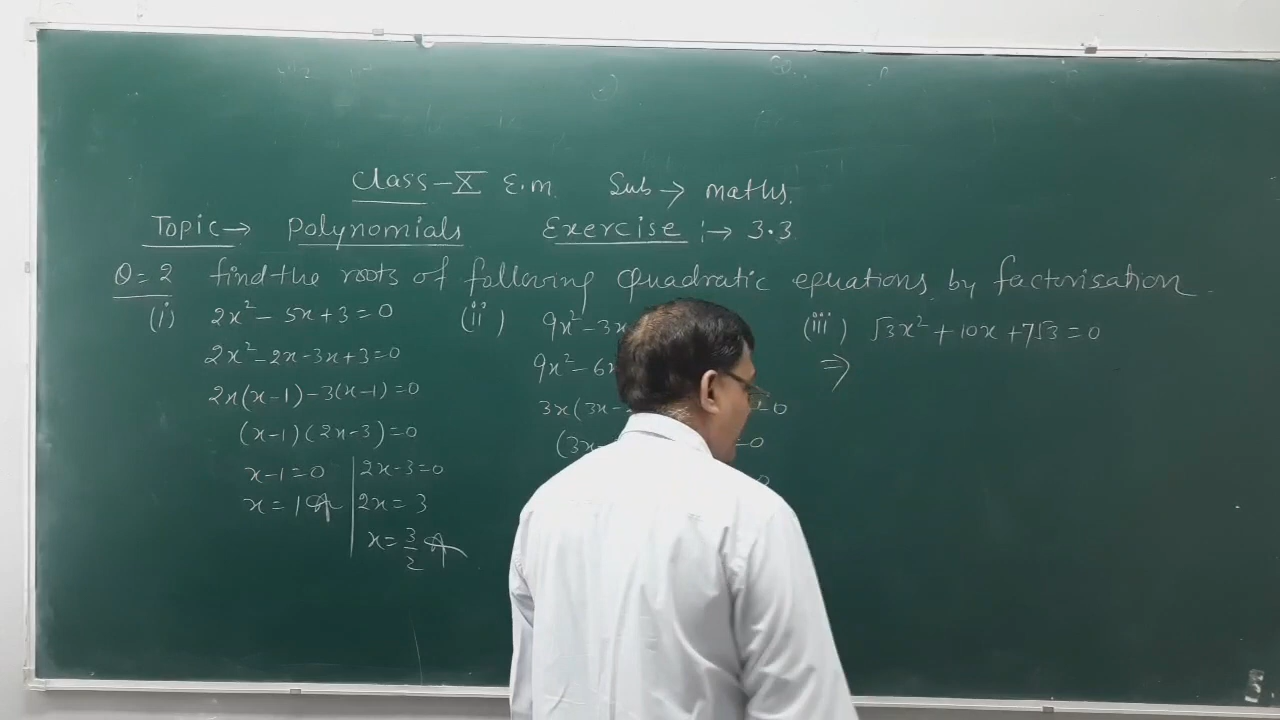 Class - X E.m. Sub → maths.
Topic → Polynomials Exercise :→ 3.3
Q=2 find the roots of following Quadratic equations by factorisation.
(i) 2x² - 5x + 3 = 0
2x² - 2x - 3x + 3 = 0
2x(x-1) - 3(x-1) = 0
(x-1)(2x-3) = 0
x-1 = 0 | 2x-3 = 0
x = 1 | 2x = 3
x = 3/2
(ii) 9x² - 3x
9x² - 6x
3x(3x- =0
(3x- =0
0
(iii) √3x² + 10x + 7√3 = 0
⇒